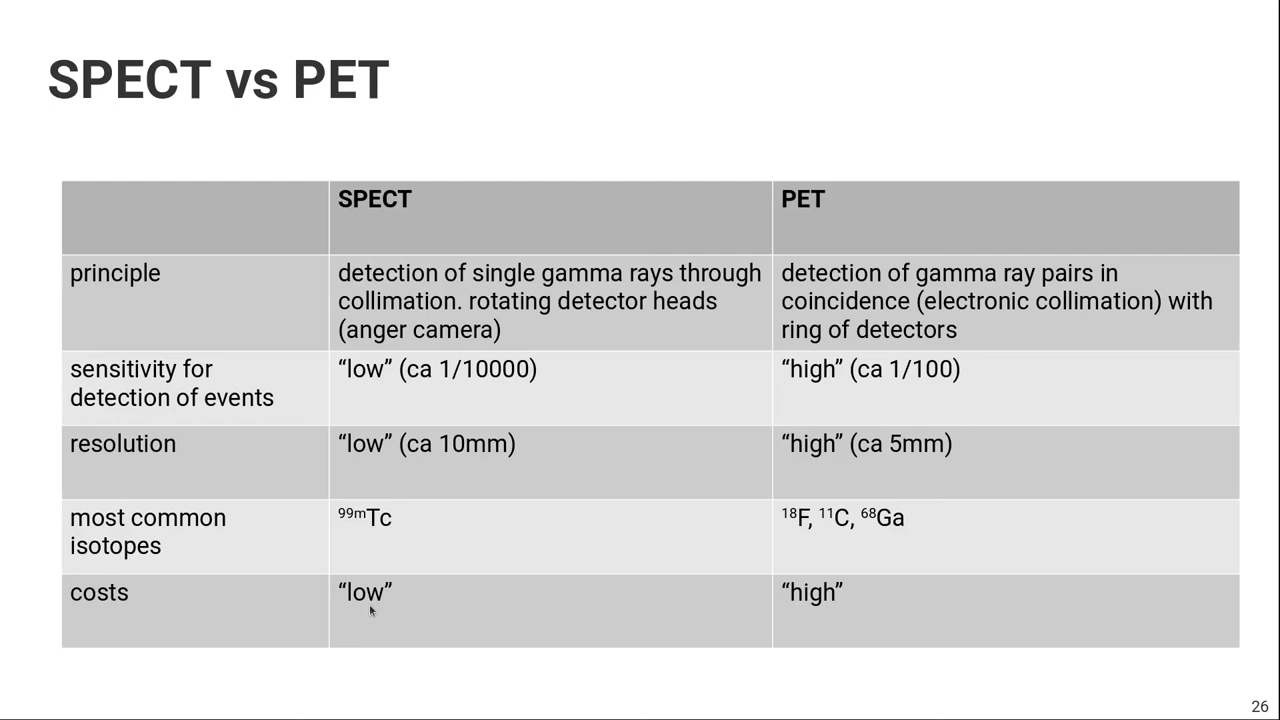 SPECT vs PET
SPECT
PET
principle
detection of single gamma rays through
collimation. rotating detector heads
(anger camera)
detection of gamma ray pairs in
coincidence (electronic collimation) with
ring of detectors
sensitivity for
detection of events
“low” (ca 1/10000)
“high” (ca 1/100)
resolution
“low” (ca 10mm)
“high” (ca 5mm)
most common
isotopes
⁹⁹ᵐTc
¹⁸F, ¹¹C, ⁶⁸Ga
costs
“low”
“high”
26